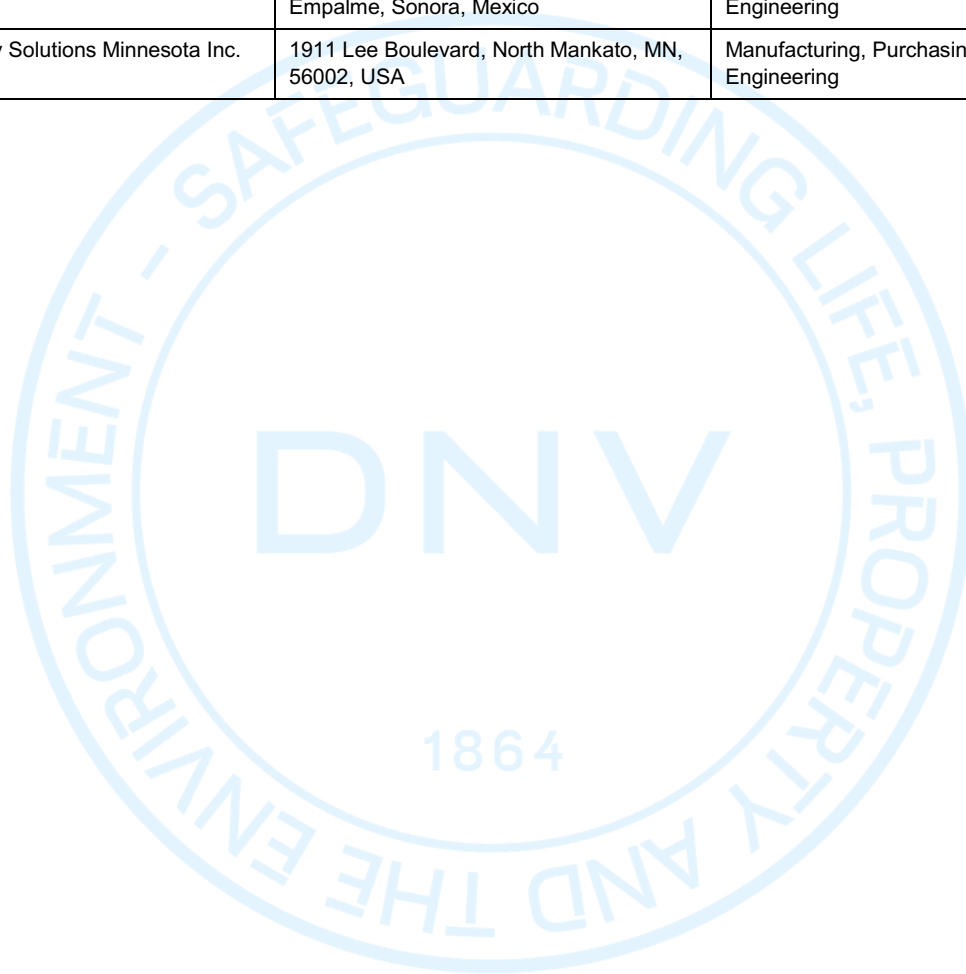 Empalme, Sonora, Mexico
Engineering
Solutions Minnesota Inc.
1911 Lee Boulevard, North Mankato, MN,
56002, USA
Manufacturing, Purchasin
Engineering
SAFEGUARDING LIFE, PROPERTY AND THE ENVIRONMENT -
DNV
1864